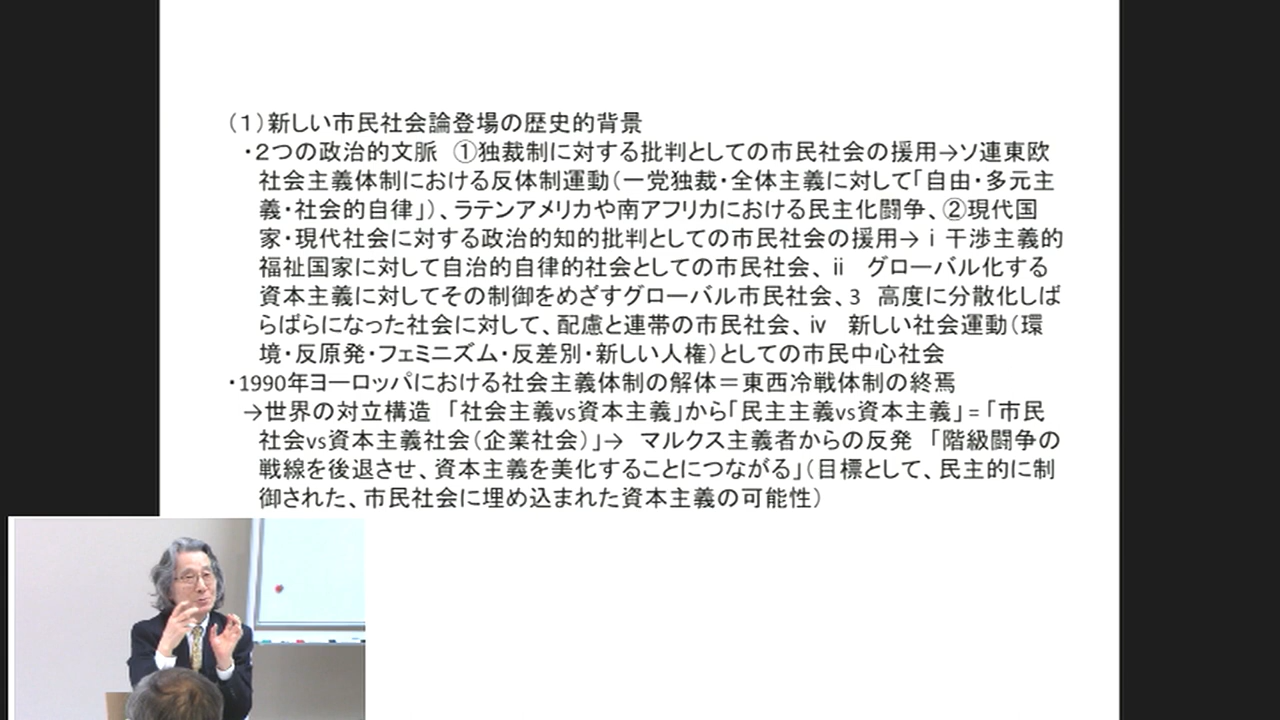 （１）新しい市民社会論登場の歴史的背景
・２つの政治的文脈　①独裁制に対する批判としての市民社会の援用→ソ連東欧
社会主義体制における反体制運動（一党独裁・全体主義に対して「自由・多元主
義・社会的自律」）、ラテンアメリカや南アフリカにおける民主化闘争、②現代国
家・現代社会に対する政治的知的批判としての市民社会の援用→ⅰ 干渉主義的
福祉国家に対して自治的自律的社会としての市民社会、ⅱ　グローバル化する
資本主義に対してその制御をめざすグローバル市民社会、3　高度に分散化しば
らばらになった社会に対して、配慮と連帯の市民社会、ⅳ　新しい社会運動（環
境・反原発・フェミニズム・反差別・新しい人権）としての市民中心社会
・1990年ヨーロッパにおける社会主義体制の解体＝東西冷戦体制の終焉
→世界の対立構造　「社会主義vs資本主義」から「民主主義vs資本主義」=「市民
社会vs資本主義社会（企業社会）」→　マルクス主義者からの反発　「階級闘争の
戦線を後退させ、資本主義を美化することにつながる」（目標として、民主的に制
御された、市民社会に埋め込まれた資本主義の可能性）